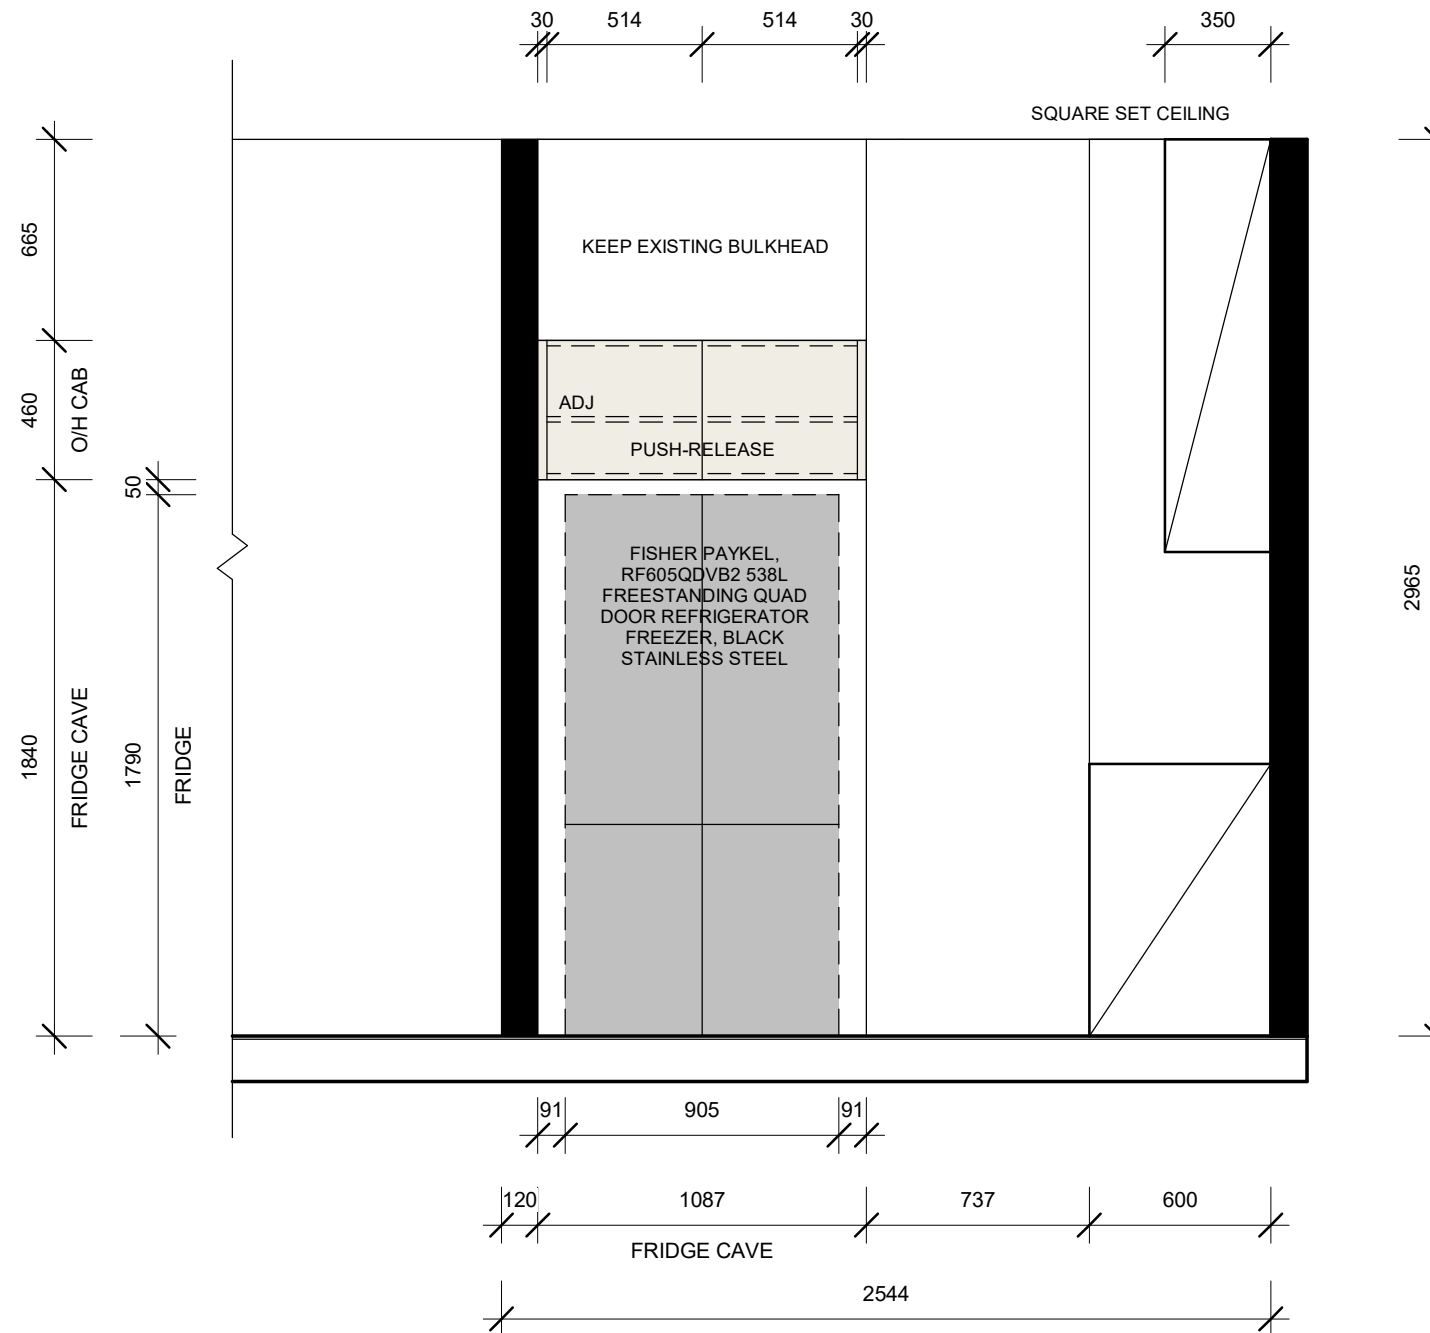 30
514
514
30
350
SQUARE SET CEILING
665
KEEP EXISTING BULKHEAD
460
O/H CAB
ADJ
PUSH-RELEASE
50
FISHER PAYKEL,
RF605QDVB2 538L
FREESTANDING QUAD
DOOR REFRIGERATOR
FREEZER, BLACK
STAINLESS STEEL
2965
1840
FRIDGE CAVE
1790
FRIDGE
91
905
91
120
1087
737
600
FRIDGE CAVE
2544